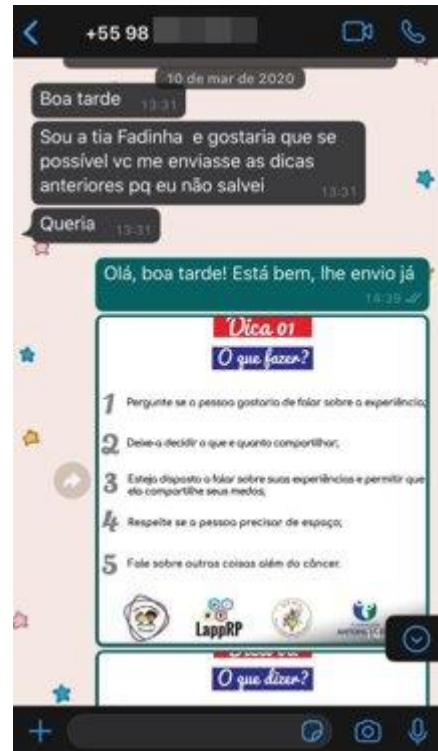 +55 98
10 de mar de 2020
Boa tarde 13:31
Sou a tia Fadinha e gostaria que se
possível vc me enviasse as dicas
anteriores pq eu não salvei 13:31
Queria 13:31
Olá, boa tarde! Está bem, lhe envio já
14:39
Dica 01
O que fazer?
1 Pergunte se a pessoa gostaria de falar sobre a experiência;
2 Deixe-a decidir o que e quanto compartilhar;
3 Esteja disposto a falar sobre suas experiências e permitir que
ela compartilhe seus medos;
4 Respeite se a pessoa precisar de espaço;
5 Fale sobre outras coisas além do câncer.
LappRP
O que dizer?